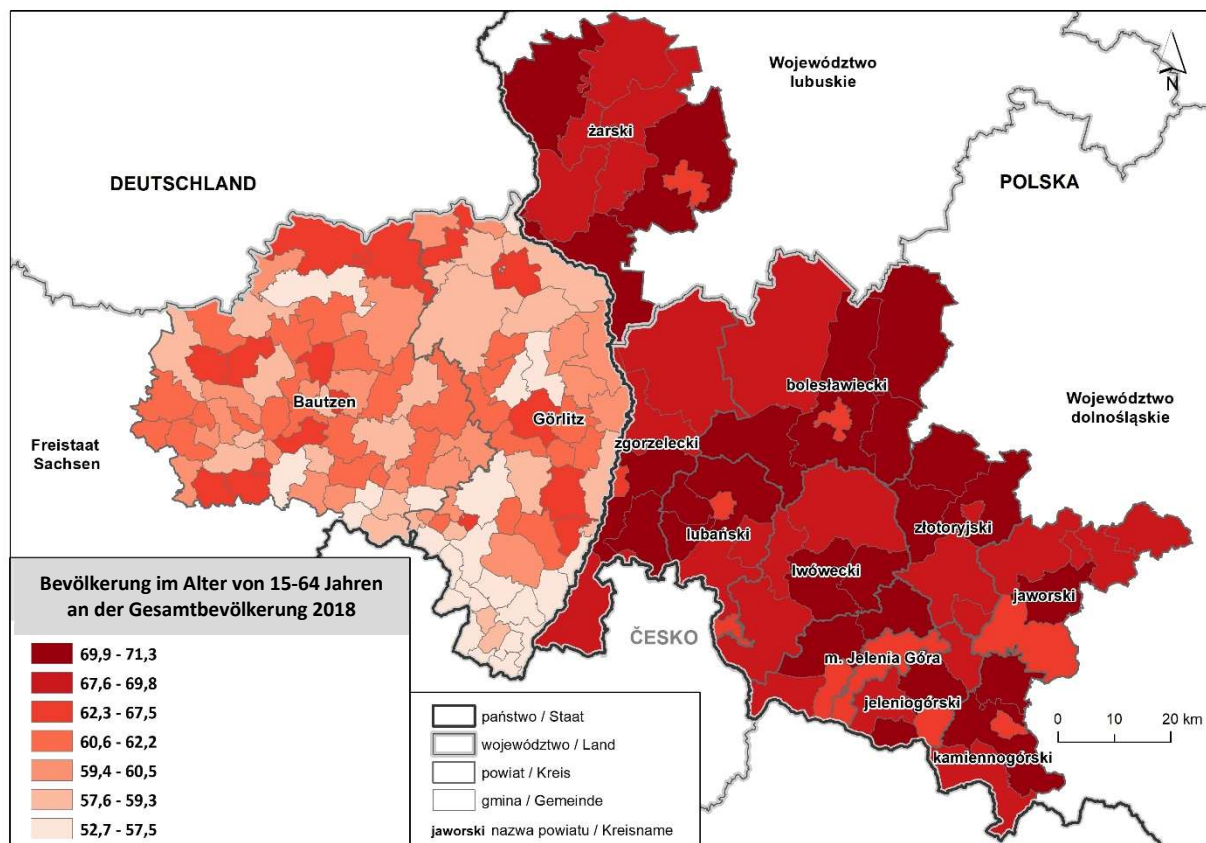 Województwo
lubuskie
N
żarski
DEUTSCHLAND
POLSKA
bolesławiecki
Województwo
dolnośląskie
Bautzen
Görlitz
Freistaat
Sachsen
zgorzelecki
lubański
złotoryjski
lwówecki
jaworski
ČESKO
m. Jelenia Góra
jeleniogórski
kamiennogórski
0 10 20 km
Bevölkerung im Alter von 15-64 Jahren
an der Gesamtbevölkerung 2018
69,9 - 71,3
67,6 - 69,8
62,3 - 67,5
60,6 - 62,2
59,4 - 60,5
57,6 - 59,3
52,7 - 57,5
państwo / Staat
województwo / Land
powiat / Kreis
gmina / Gemeinde
jaworski nazwa powiatu / Kreisname